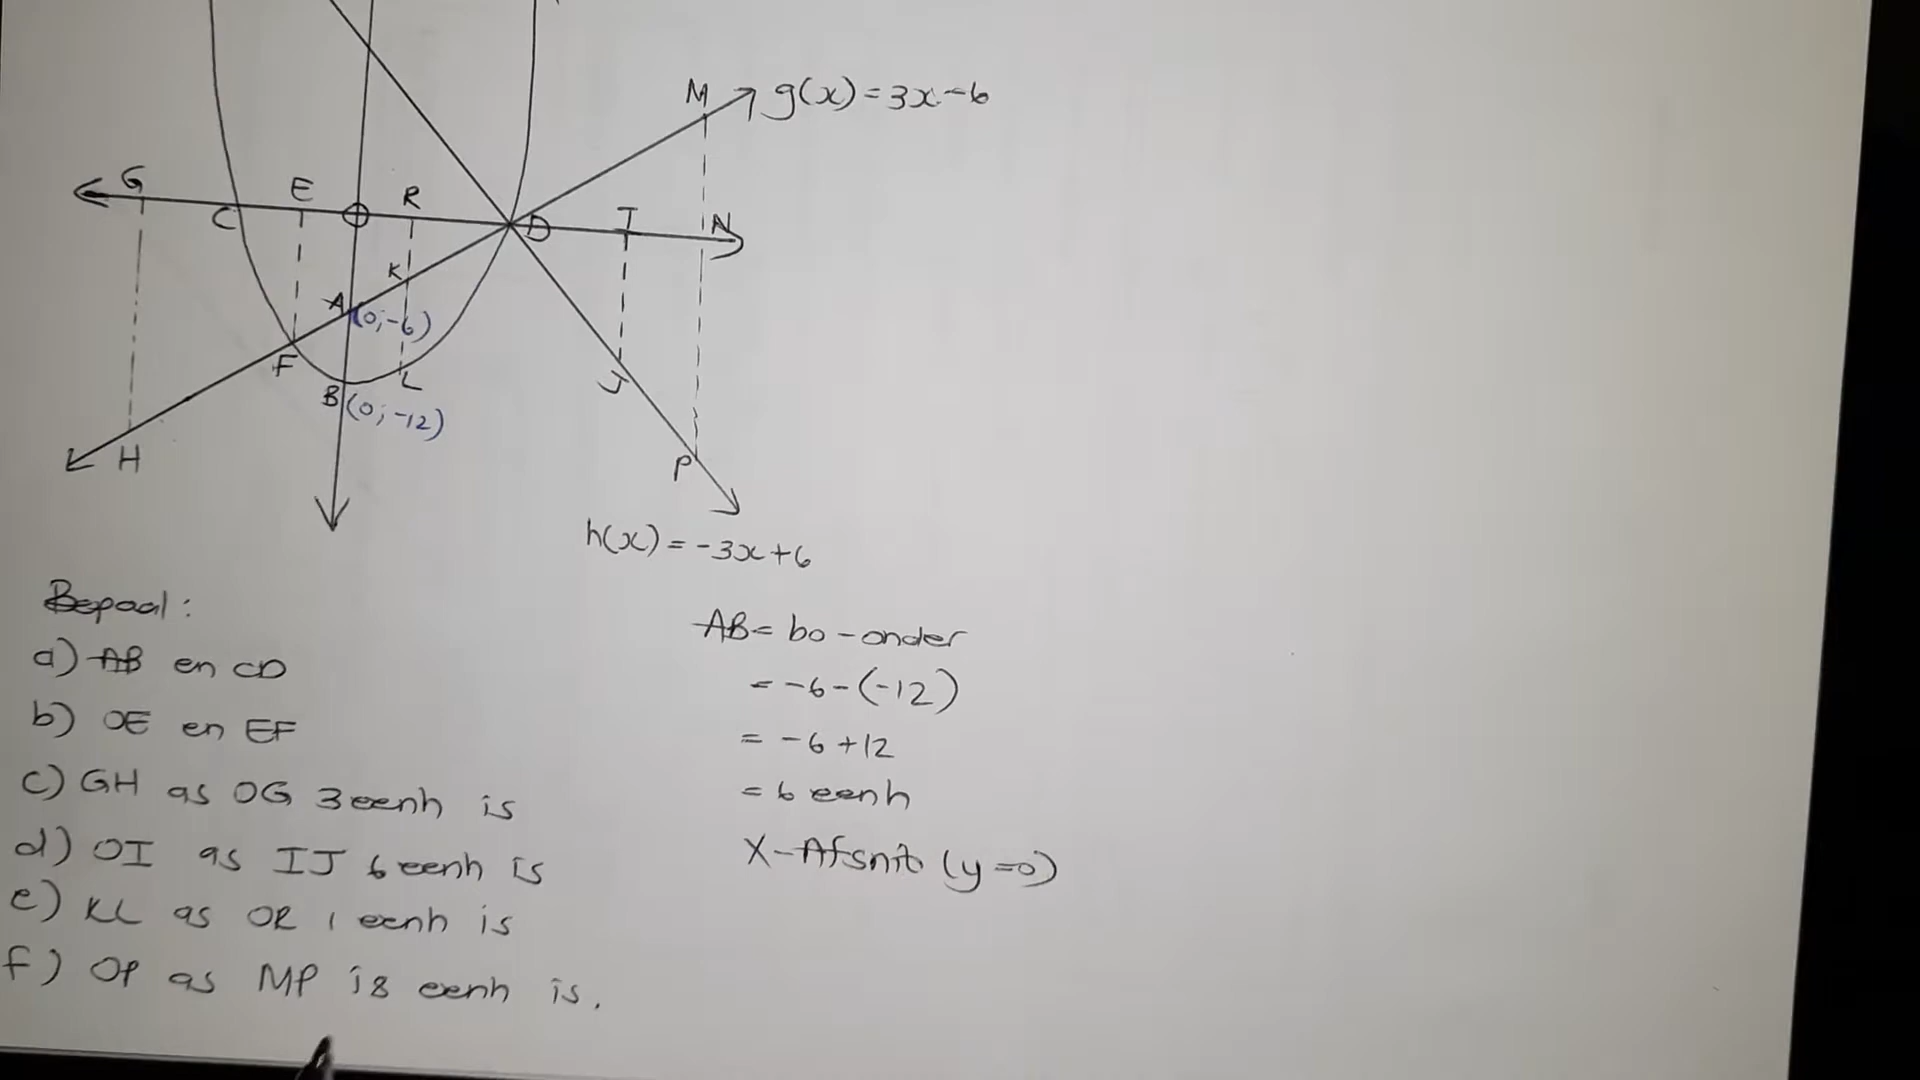 M
g(x)=3x-6
G
E
R
C
D
I
N
K
A
(0;-6)
F
L
J
B
(0;-12)
H
P
h(x)=-3x+6
Bepaal:
a) AB en CD
b) OE en EF
c) GH as OG 3 eenh is
d) OI as IJ 6 eenh is
e) KL as OR 1 eenh is
f) OP as MP 18 eenh is.
AB= bo-onder
= -6-(-12)
= -6+12
= 6 eenh
X-Afsnit (y=0)